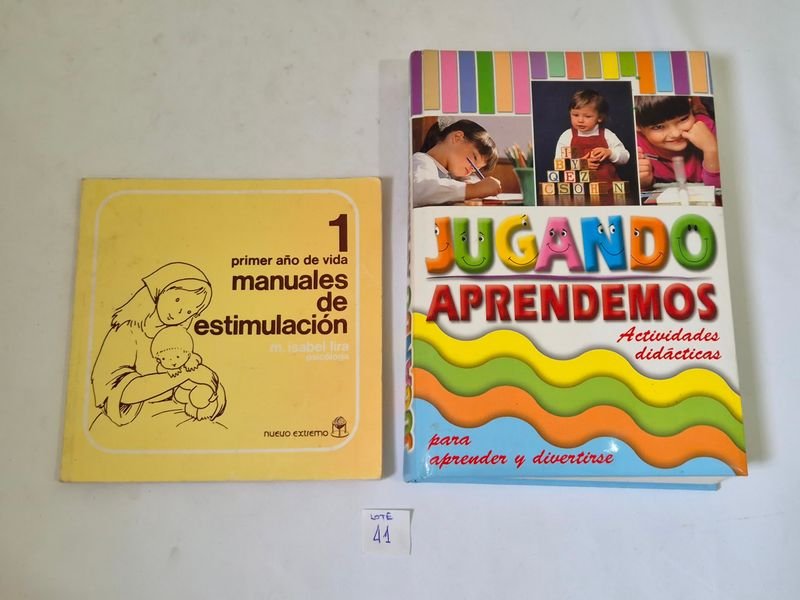 1
primer año de vida
manuales
de
estimulación
m. isabel lira
psicóloga
nuevo extremo
JUGANDO
APRENDEMOS
Actividades
didácticas
para
aprender y divertirse
JUGANDO
B Y
Q E Z
C S O H E N
LOTE
41